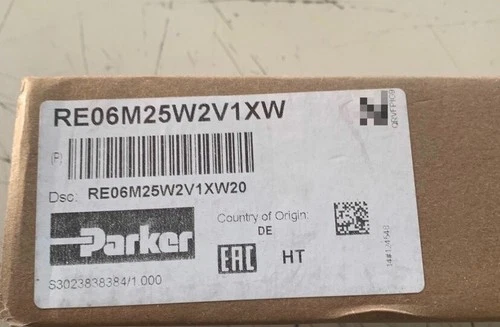 RE06M25W2V1XW
(P)
Dsc: RE06M25W2V1XW20
Parker
Country of Origin:
DE
EAC HT
S3023838384/1 000